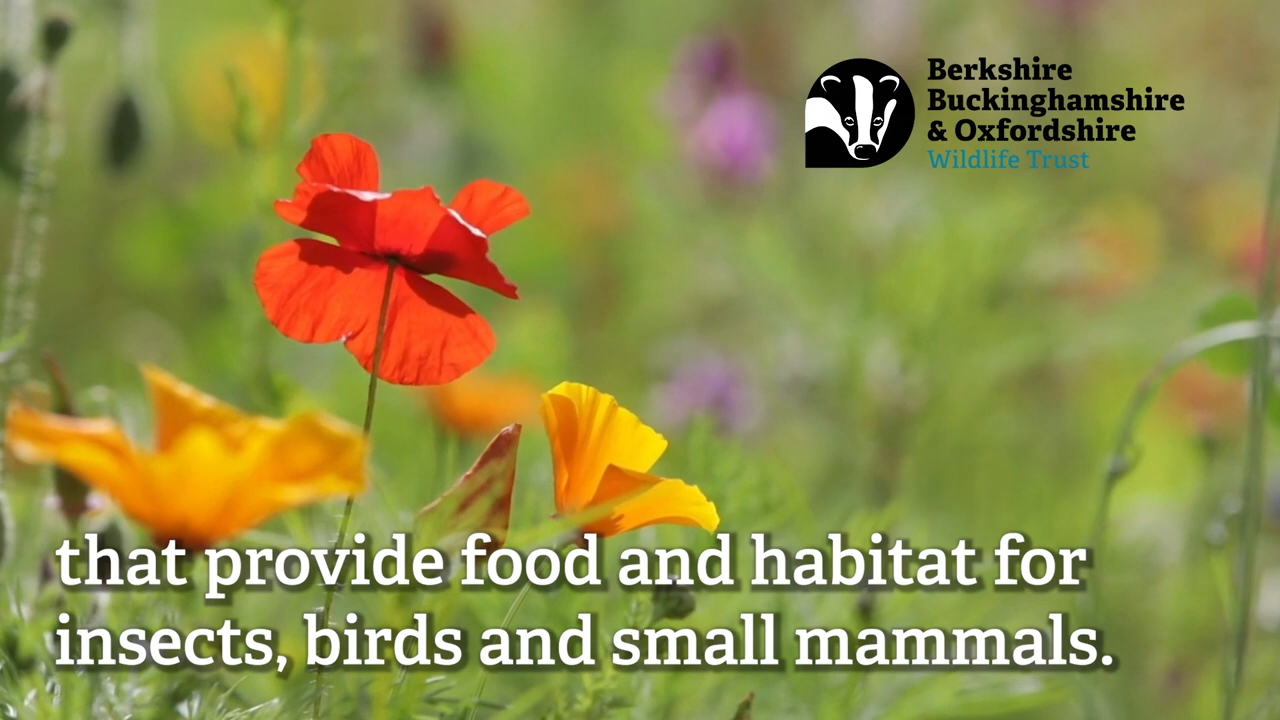 Berkshire
Buckinghamshire
& Oxfordshire
Wildlife Trust
that provide food and habitat for
insects, birds and small mammals.